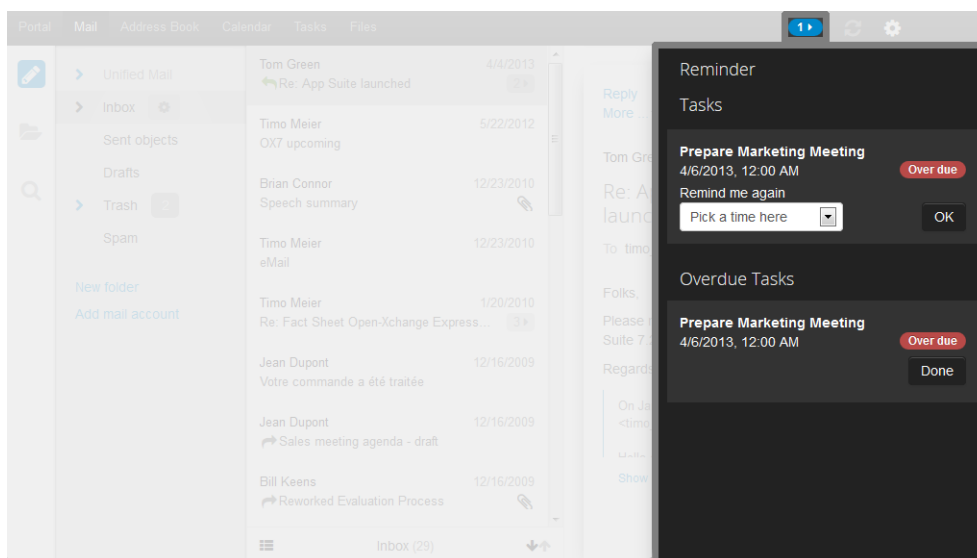 Portal Mail Address Book Calendar Tasks Files
1
Unified Mail
Inbox
Sent objects
Drafts
Trash
Spam
New folder
Add mail account
Tom Green 4/4/2013
Re: App Suite launched 2
Timo Meier 5/22/2012
OX7 upcoming
Brian Connor 12/23/2010
Speech summary
Timo Meier 12/23/2010
eMail
Timo Meier 1/20/2010
Re: Fact Sheet Open-Xchange Express...
Jean Dupont 12/16/2009
Votre commande a été traitée
Jean Dupont 12/16/2009
Sales meeting agenda - draft
Bill Keens 12/16/2009
Reworked Evaluation Process
Inbox (29)
Reply
More ...
Tom Gre
Re: A
launc
To timo
Folks,
Please
Suite 7.
Regards
On Ja
<timo
Hallo
Show
Reminder
Tasks
Prepare Marketing Meeting
4/6/2013, 12:00 AM Over due
Remind me again
Pick a time here OK
Overdue Tasks
Prepare Marketing Meeting
4/6/2013, 12:00 AM Over due
Done